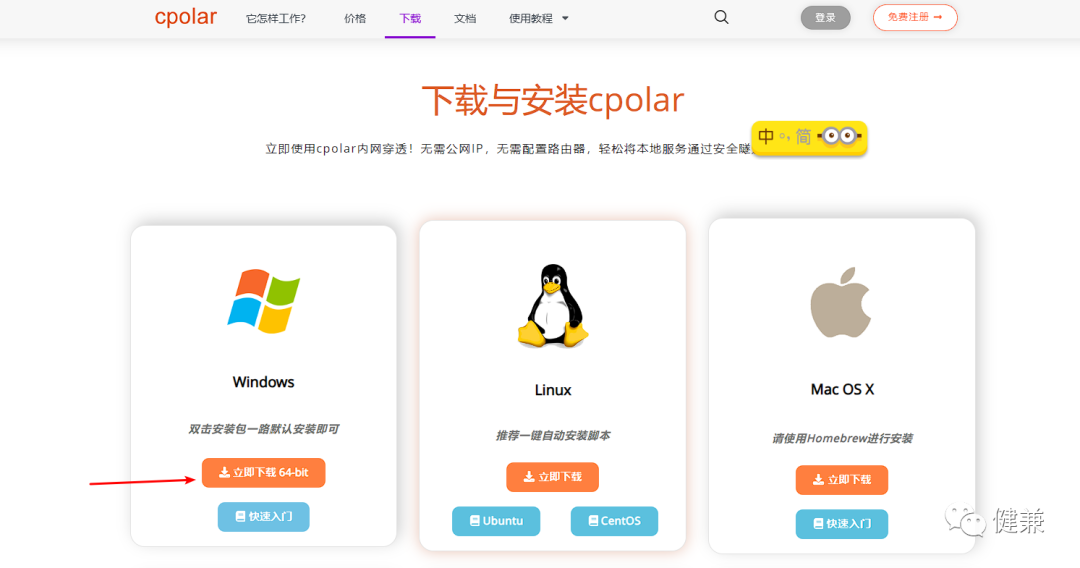 cpolar 它怎样工作? 价格 下载 文档 使用教程 登录 免费注册 →
下载与安装cpolar
中 °, 简
立即使用cpolar内网穿透！无需公网IP，无需配置路由器，轻松将本地服务通过安全隧
Windows
双击安装包一路默认安装即可
立即下载 64-bit
快速入门
Linux
推荐一键自动安装脚本
立即下载
Ubuntu CentOS
Mac OS X
请使用Homebrew进行安装
立即下载
快速入门
健兼